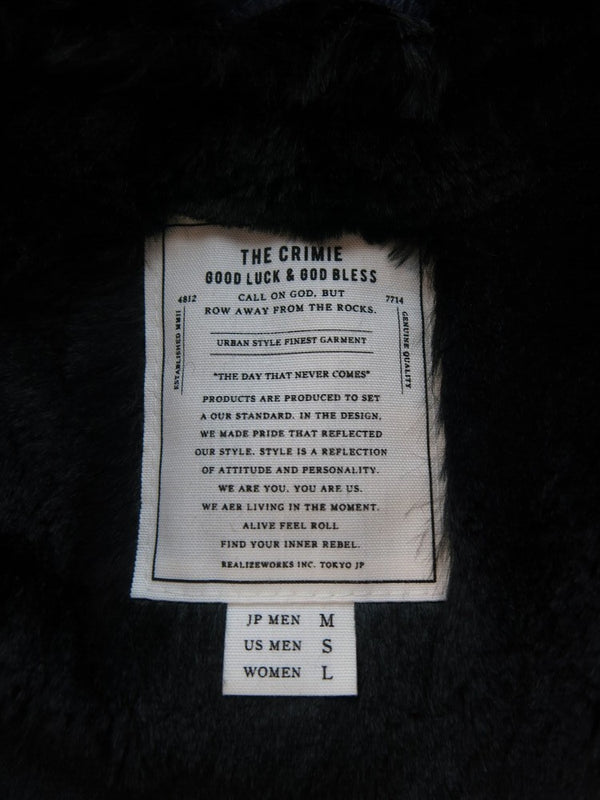 THE CRIMIE
GOOD LUCK & GOD BLESS
4812
CALL ON GOD, BUT
7714
ROW AWAY FROM THE ROCKS.
ESTABLISHED MMII
GENUINE QUALITY
URBAN STYLE FINEST GARMENT
"THE DAY THAT NEVER COMES"
PRODUCTS ARE PRODUCED TO SET
A OUR STANDARD. IN THE DESIGN,
WE MADE PRIDE THAT REFLECTED
OUR STYLE. STYLE IS A REFLECTION
OF ATTITUDE AND PERSONALITY.
WE ARE YOU. YOU ARE US.
WE AER LIVING IN THE MOMENT.
ALIVE FEEL ROLL
FIND YOUR INNER REBEL.
REALIZEWORKS INC. TOKYO JP
JP MEN M
US MEN S
WOMEN L